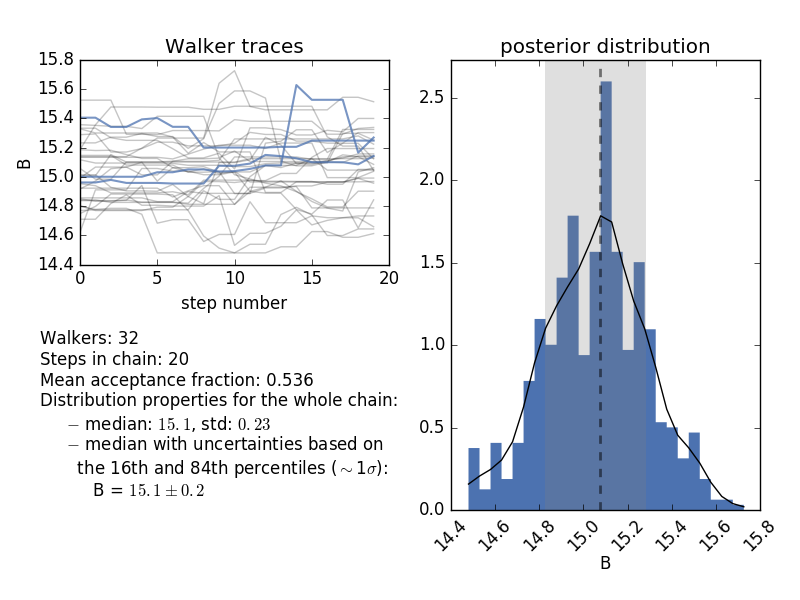 Walker traces
15.8
15.6
15.4
15.2
15.0
14.8
14.6
14.4
B
0
5
10
15
20
step number
posterior distribution
2.5
2.0
1.5
1.0
0.5
0.0
14.4
14.6
14.8
15.0
15.2
15.4
15.6
15.8
B
Walkers: 32
Steps in chain: 20
Mean acceptance fraction: 0.536
Distribution properties for the whole chain:
− median: 15.1, std: 0.23
− median with uncertainties based on
the 16th and 84th percentiles (∼1σ):
B = 15.1 ± 0.2